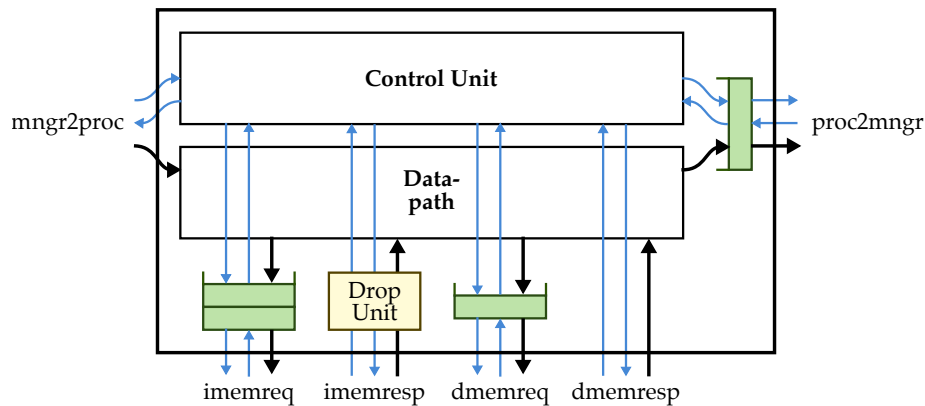 Control Unit
mngr2proc
proc2mngr
Data-
path
Drop
Unit
imemreq
imemresp
dmemreq
dmemresp